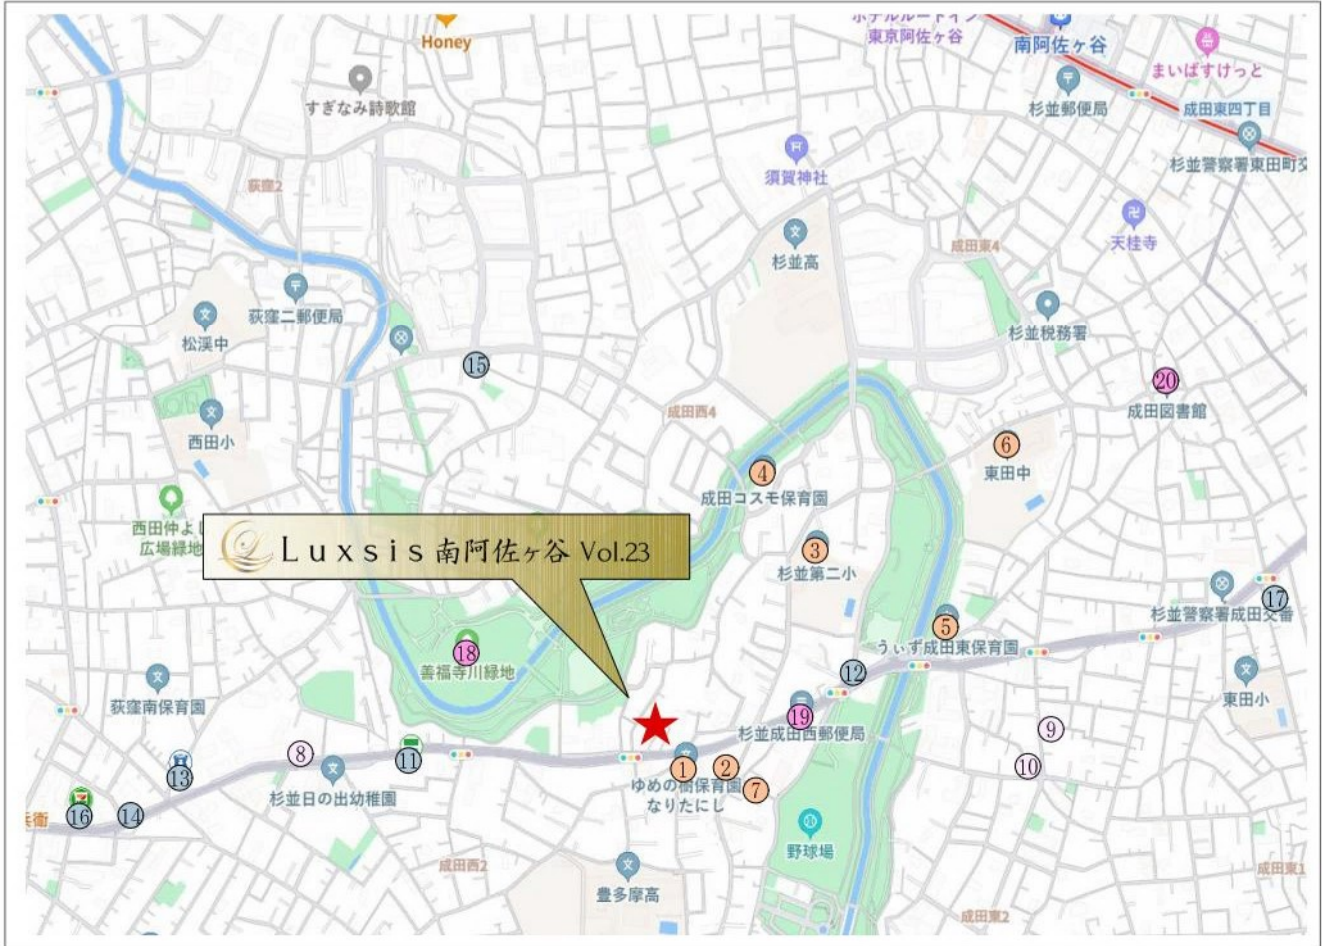 ホテルルートイン
東京阿佐ヶ谷
南阿佐ヶ谷
Honey
まいばすけっと
すぎなみ詩歌館
杉並郵便局
成田東四丁目
杉並警察署東田町交
須賀神社
荻窪2
天桂寺
成田東4
杉並高
荻窪二郵便局
松渓中
杉並税務署
⑮
⑳
成田図書館
成田西4
西田小
⑥
東田中
④
成田コスモ保育園
西田仲よし
広場緑地
Luxsis 南阿佐ヶ谷 Vol.23
③
杉並第二小
⑰
杉並警察署成田交番
⑤
うぃず成田東保育園
⑱
善福寺川緑地
⑫
東田小
荻窪南保育園
⑲
杉並成田西郵便局
⑨
⑧
⑪
①
②
⑩
⑬
ゆめの樹保育園
なりたにし
⑦
杉並日の出幼稚園
⑯
⑭
兵衛
野球場
成田西2
豊多摩高
成田東1
成田東2